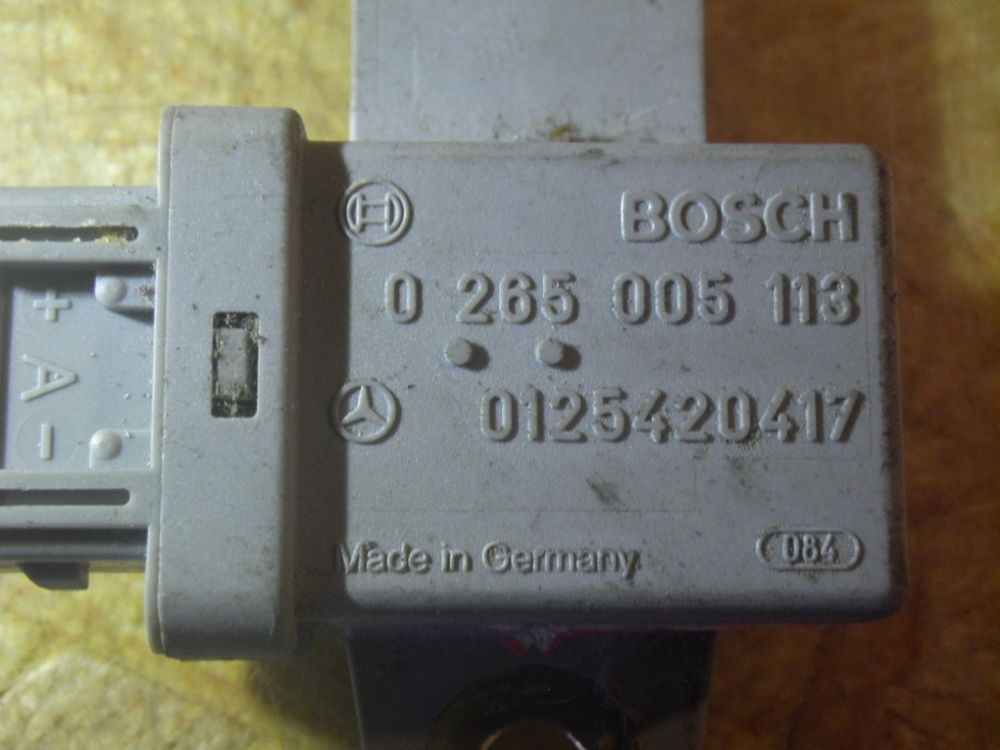 BOSCH
0 265 005 113
0125420417
Made in Germany
084
+
A
-